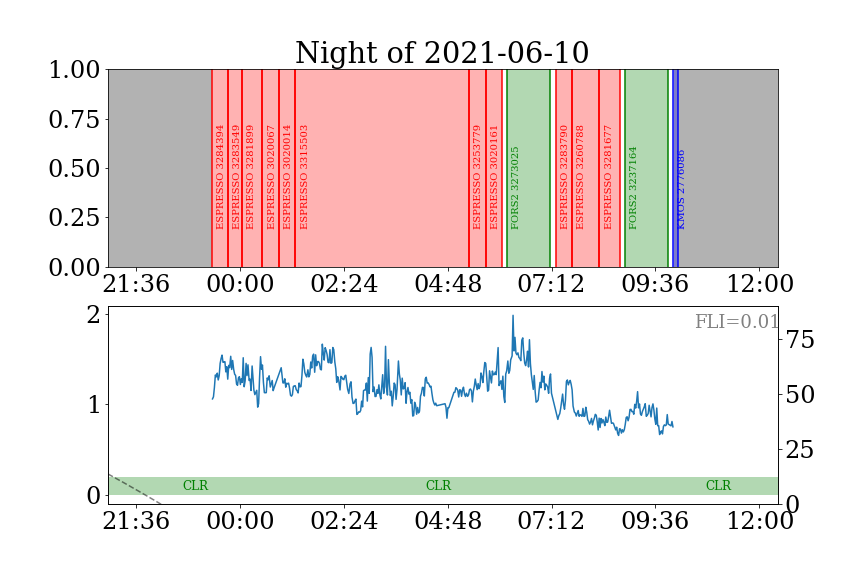 Night of 2021-06-10
1.00
0.75
0.50
0.25
0.00
ESPRESSO 3284394
ESPRESSO 3283549
ESPRESSO 3281899
ESPRESSO 3020067
ESPRESSO 3020014
ESPRESSO 3315503
ESPRESSO 3253779
ESPRESSO 3020161
FORS2 3273025
ESPRESSO 3283790
ESPRESSO 3260788
ESPRESSO 3281677
FORS2 3237164
KMOS 2776086
21:36 00:00 02:24 04:48 07:12 09:36 12:00
2
1
0
FLI=0.01
75
50
25
0
CLR CLR CLR
21:36 00:00 02:24 04:48 07:12 09:36 12:00